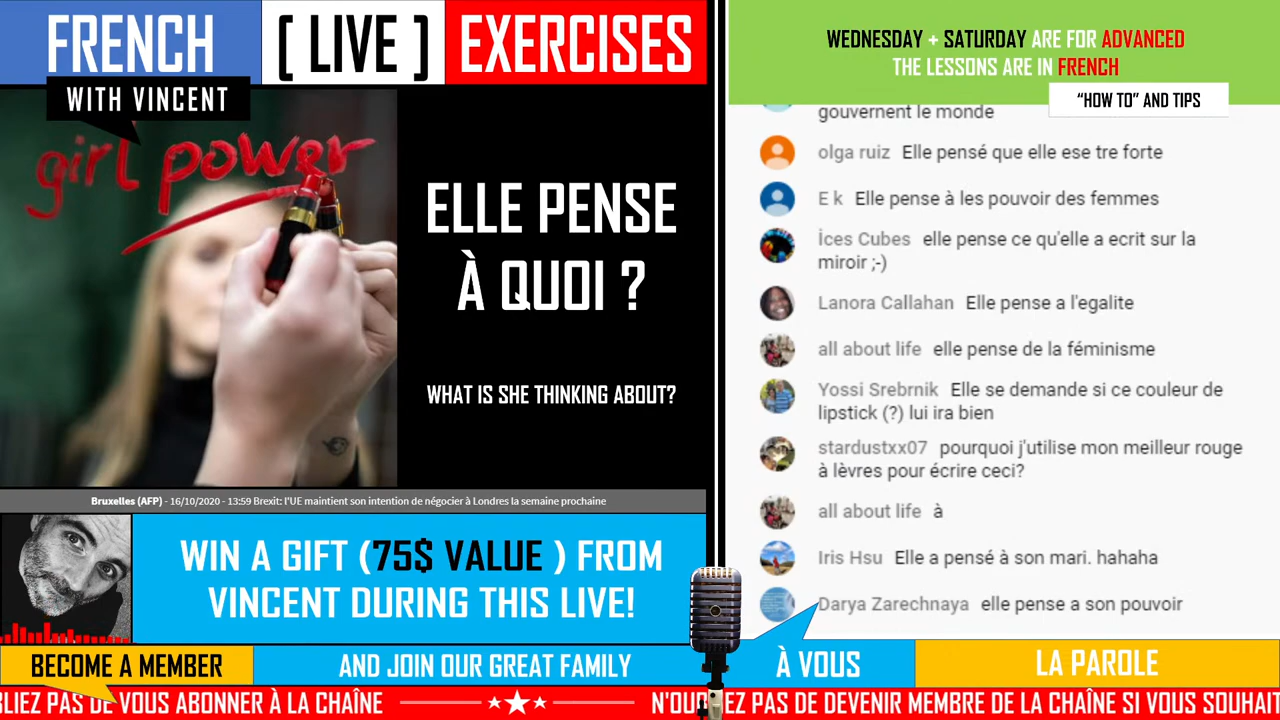 FRENCH
[ LIVE ]
EXERCISES
WITH VINCENT
girl power
ELLE PENSE
À QUOI ?
WHAT IS SHE THINKING ABOUT?
Bruxelles (AFP) - 16/10/2020 - 13:59 Brexit: l'UE maintient son intention de négocier à Londres la semaine prochaine
WIN A GIFT (75$ VALUE ) FROM
VINCENT DURING THIS LIVE!
BECOME A MEMBER
AND JOIN OUR GREAT FAMILY
WEDNESDAY + SATURDAY ARE FOR ADVANCED
THE LESSONS ARE IN FRENCH
“HOW TO” AND TIPS
gouvernent le monde
olga ruiz Elle pensé que elle ese tre forte
E k Elle pense à les pouvoir des femmes
İces Cubes elle pense ce qu'elle a ecrit sur la
miroir ;-)
Lanora Callahan Elle pense a l'egalite
all about life elle pense de la féminisme
Yossi Srebrnik Elle se demande si ce couleur de
lipstick (?) lui ira bien
stardustxx07 pourquoi j'utilise mon meilleur rouge
à lèvres pour écrire ceci?
all about life à
Iris Hsu Elle a pensé à son mari. hahaha
Darya Zarechnaya elle pense a son pouvoir
À VOUS
LA PAROLE
BLIEZ PAS DE VOUS ABONNER À LA CHAÎNE
PAS DE DEVENIR MEMBRE DE LA CHAÎNE SI VOUS SOUHAIT